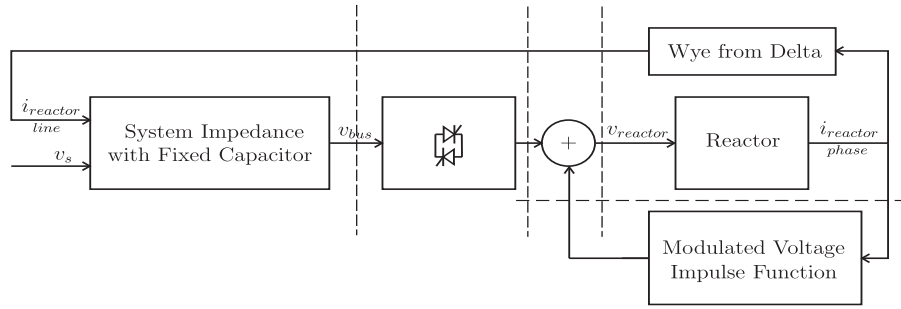 Wye from Delta
i_reactor
line
v_s
System Impedance
with Fixed Capacitor
v_bus
+
v_reactor
Reactor
i_reactor
phase
Modulated Voltage
Impulse Function